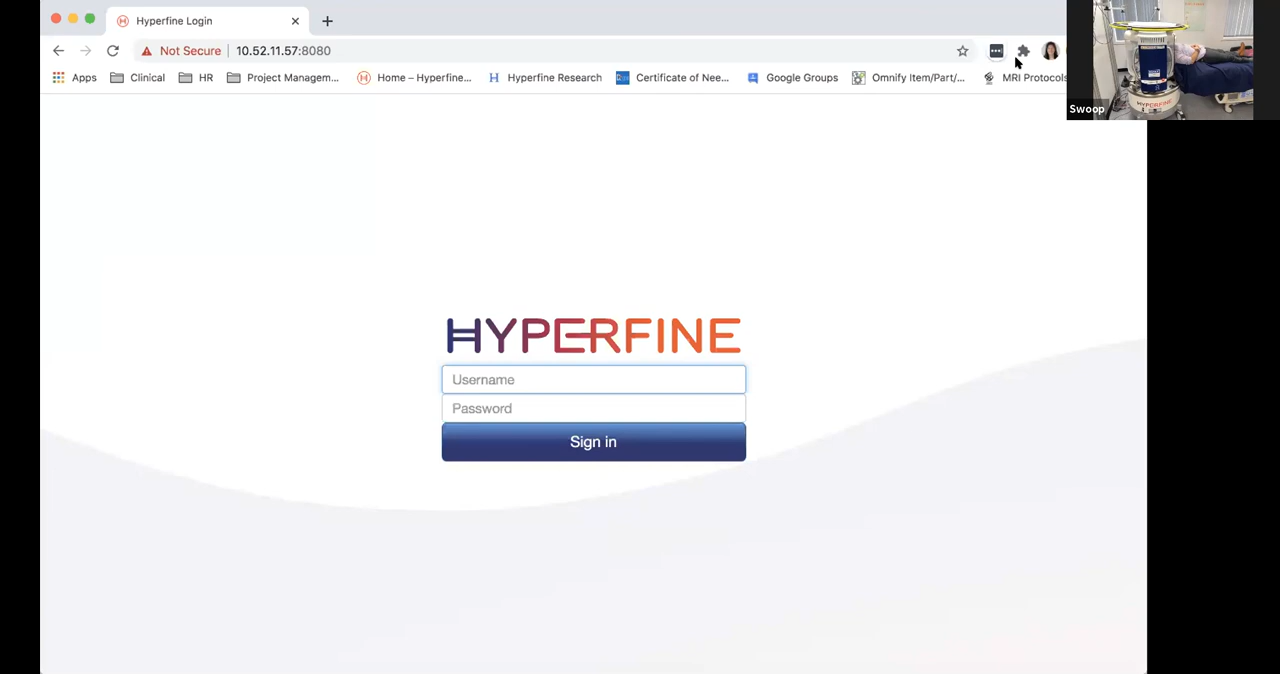 Hyperfine Login
Not Secure 10.52.11.57:8080
Apps Clinical HR Project Managem... Home – Hyperfine... Hyperfine Research Certificate of Nee... Google Groups Omnify Item/Part/... MRI Protocols
Swoop
HYPERFINE
HYPERFINE
Username
Password
Sign in